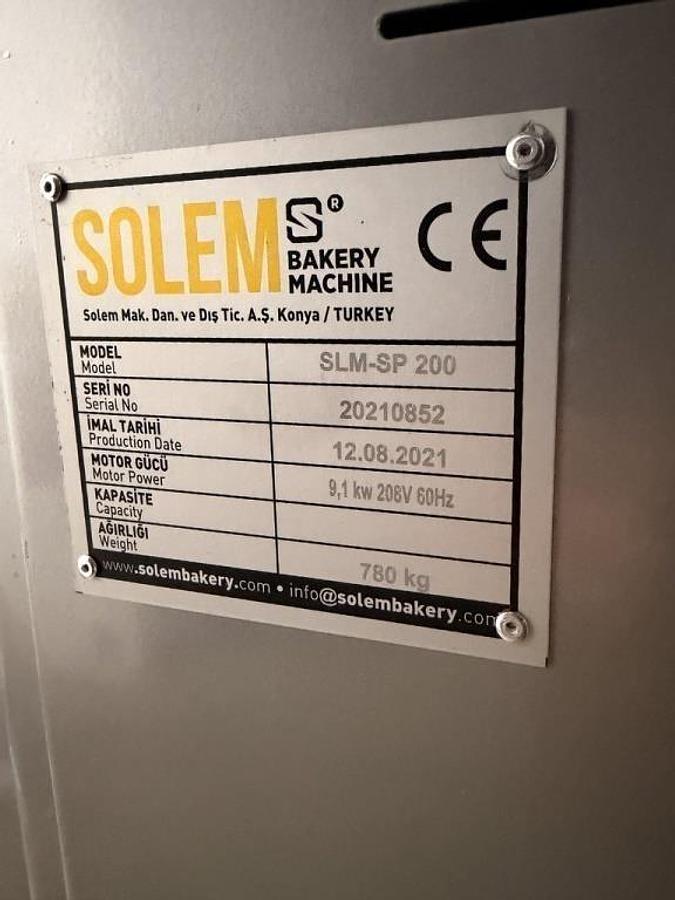 SOLEM S®
BAKERY
MACHINE
CE
Solem Mak. Dan. ve Dış Tic. A.Ş. Konya / TURKEY
MODEL
Model
SLM-SP 200
SERİ NO
Serial No
20210852
İMAL TARİHİ
Production Date
12.08.2021
MOTOR GÜCÜ
Motor Power
9,1 kw 208V 60Hz
KAPASİTE
Capacity
AĞIRLIĞI
Weight
780 kg
www.solembakery.com • info@solembakery.com